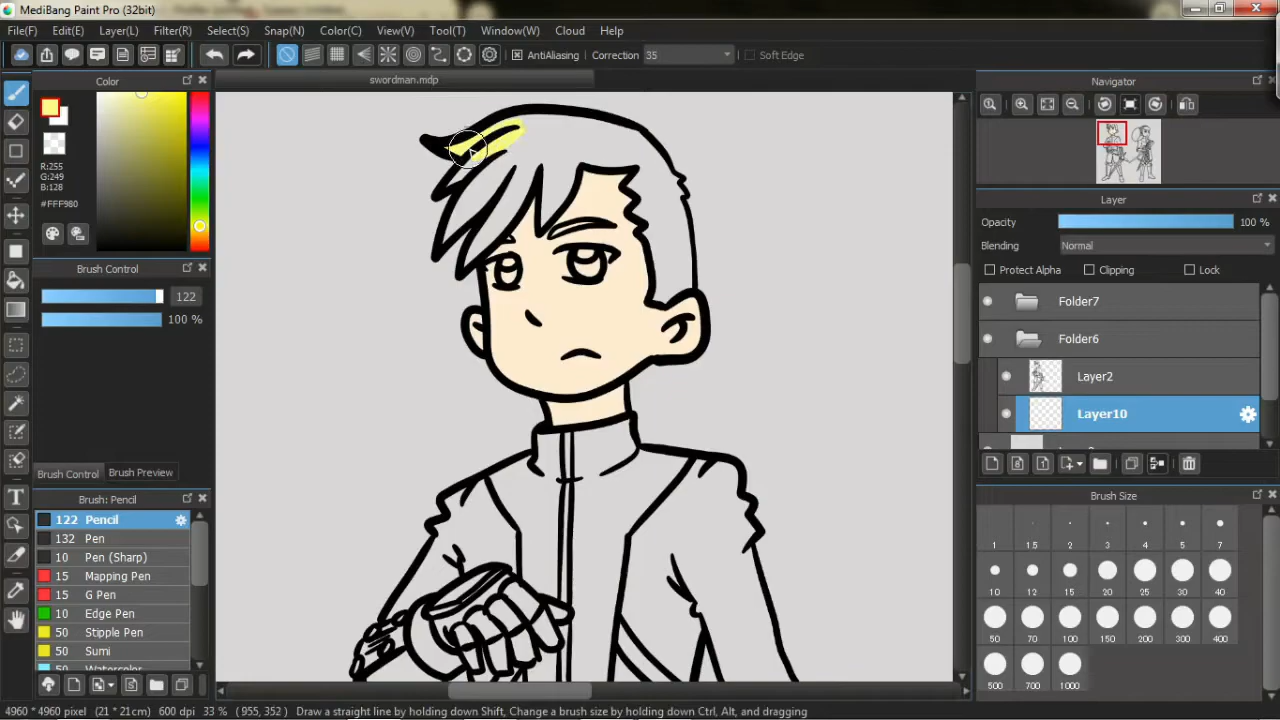 MediBang Paint Pro (32bit)
File(F) Edit(E) Layer(L) Filter(R) Select(S) Snap(N) Color(C) View(V) Tool(T) Window(W) Cloud Help
AntiAliasing Correction 35 Soft Edge
Color
swordman.mdp
Navigator
R:255
G:249
B:128
#FFF980
Brush Control
122
100 %
Layer
Opacity 100 %
Blending Normal
Protect Alpha Clipping Lock
Folder7
Folder6
Layer2
Layer10
Brush Control Brush Preview
Brush: Pencil
122 Pencil
132 Pen
10 Pen (Sharp)
15 Mapping Pen
15 G Pen
10 Edge Pen
50 Stipple Pen
50 Sumi
50 Watercolor
Brush Size
1 1.5 2 3 4 5 7
10 12 15 20 25 30 40
50 70 100 150 200 300 400
500 700 1000
4960 * 4960 pixel (21 * 21cm) 600 dpi 33 % (955, 352) Draw a straight line by holding down Shift, Change a brush size by holding down Ctrl, Alt, and dragging
T